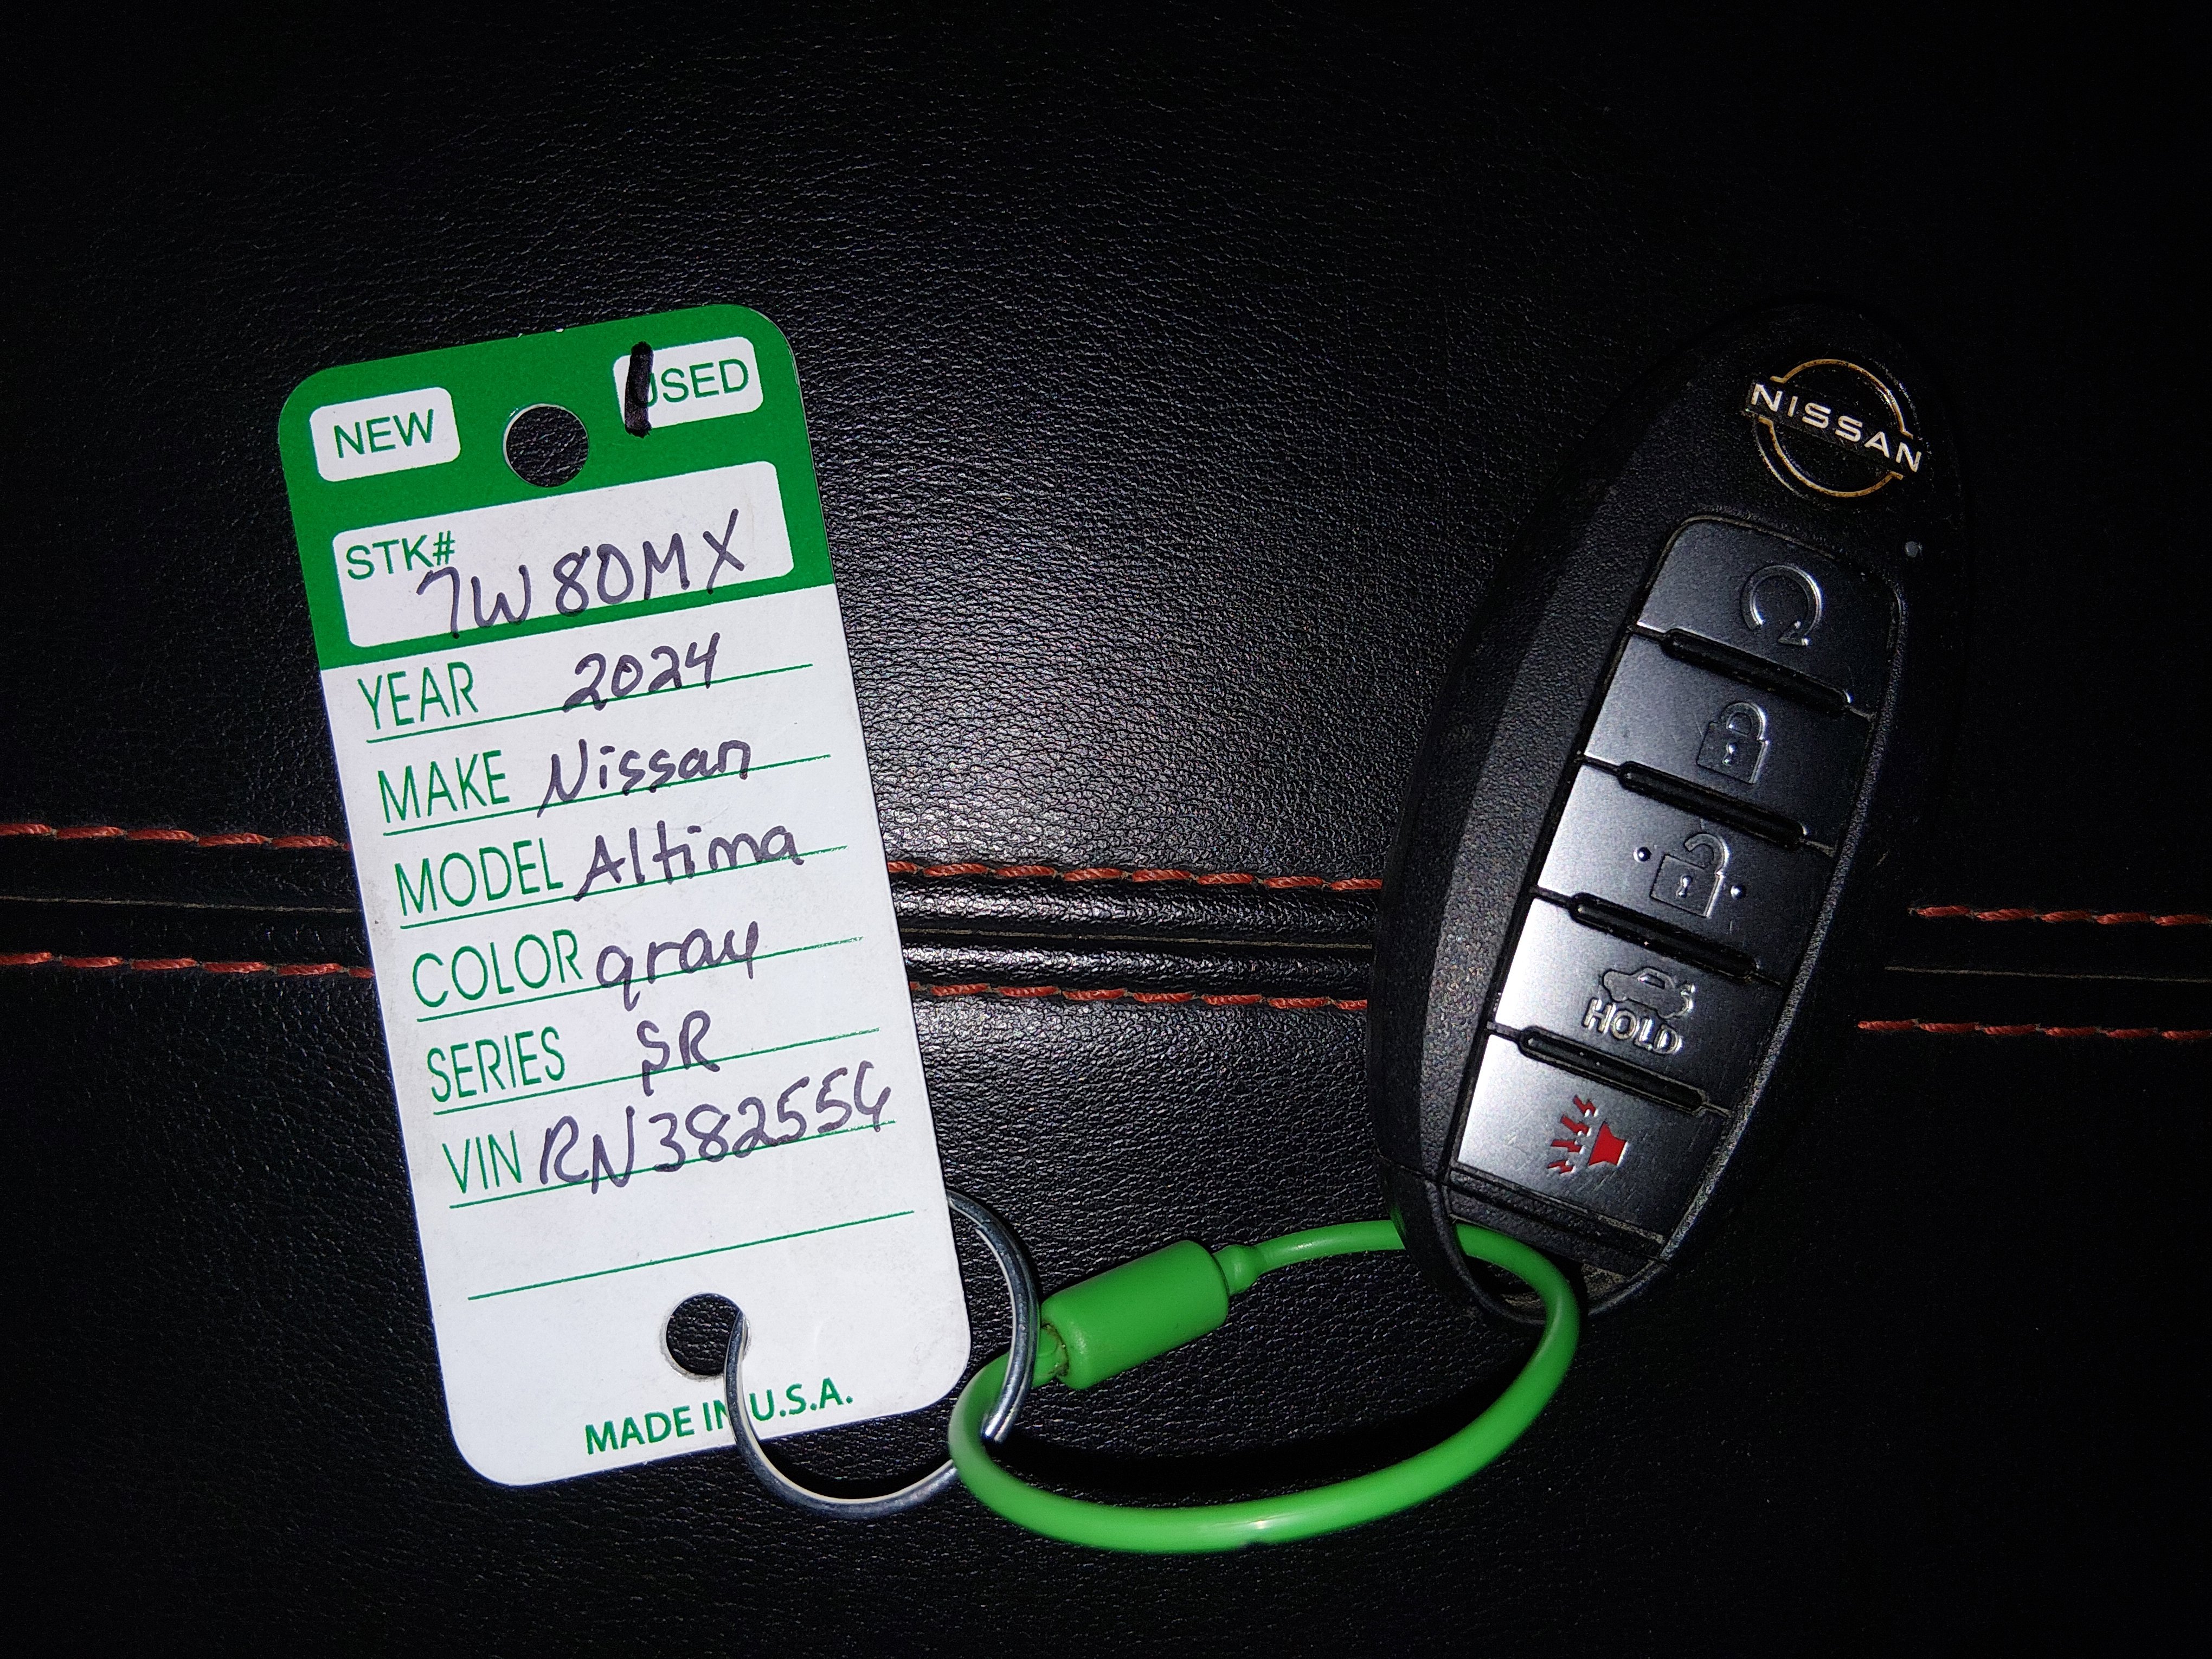 NEW USED
STK# 7W80MX
YEAR 2024
MAKE Nissan
MODEL Altima
COLOR gray
SERIES SR
VIN RN382556
MADE IN U.S.A.
NISSAN
HOLD